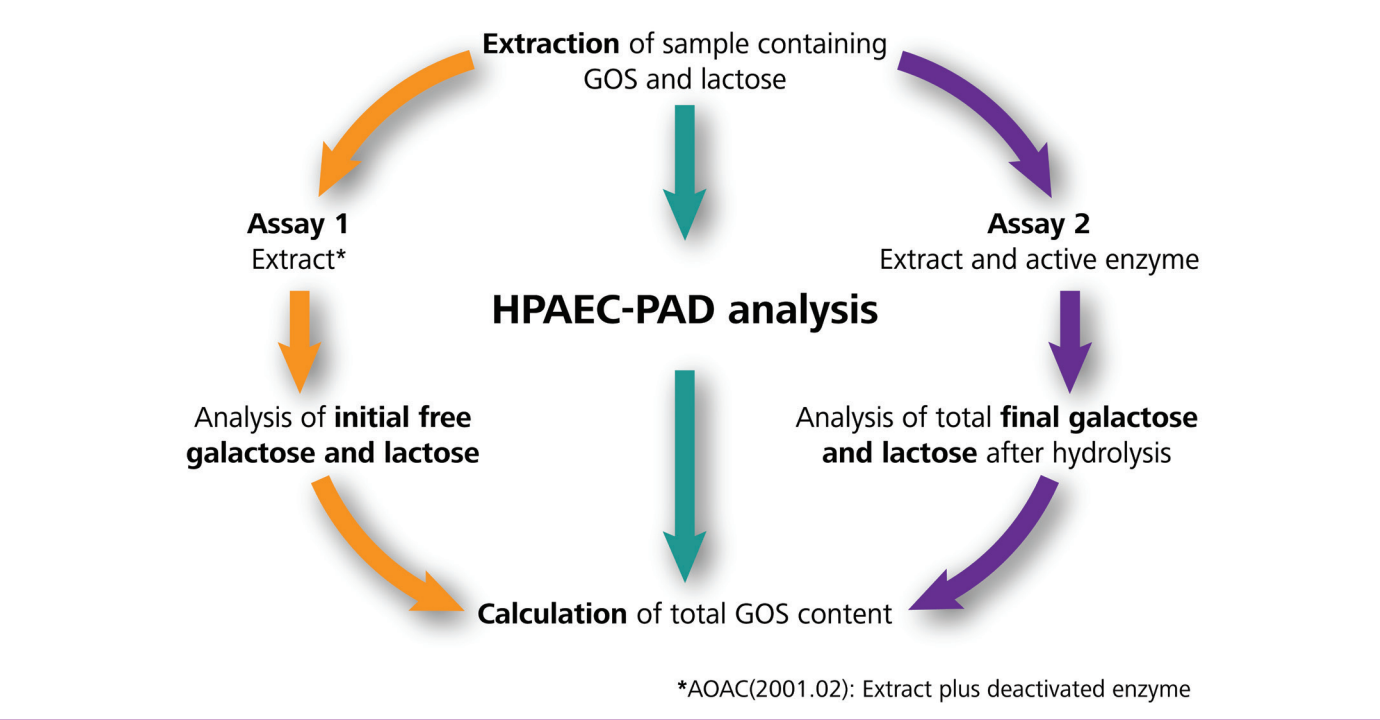 Extraction of sample containing
GOS and lactose
Assay 1
Extract*
Assay 2
Extract and active enzyme
HPAEC-PAD analysis
Analysis of initial free
galactose and lactose
Analysis of total final galactose
and lactose after hydrolysis
Calculation of total GOS content
*AOAC(2001.02): Extract plus deactivated enzyme